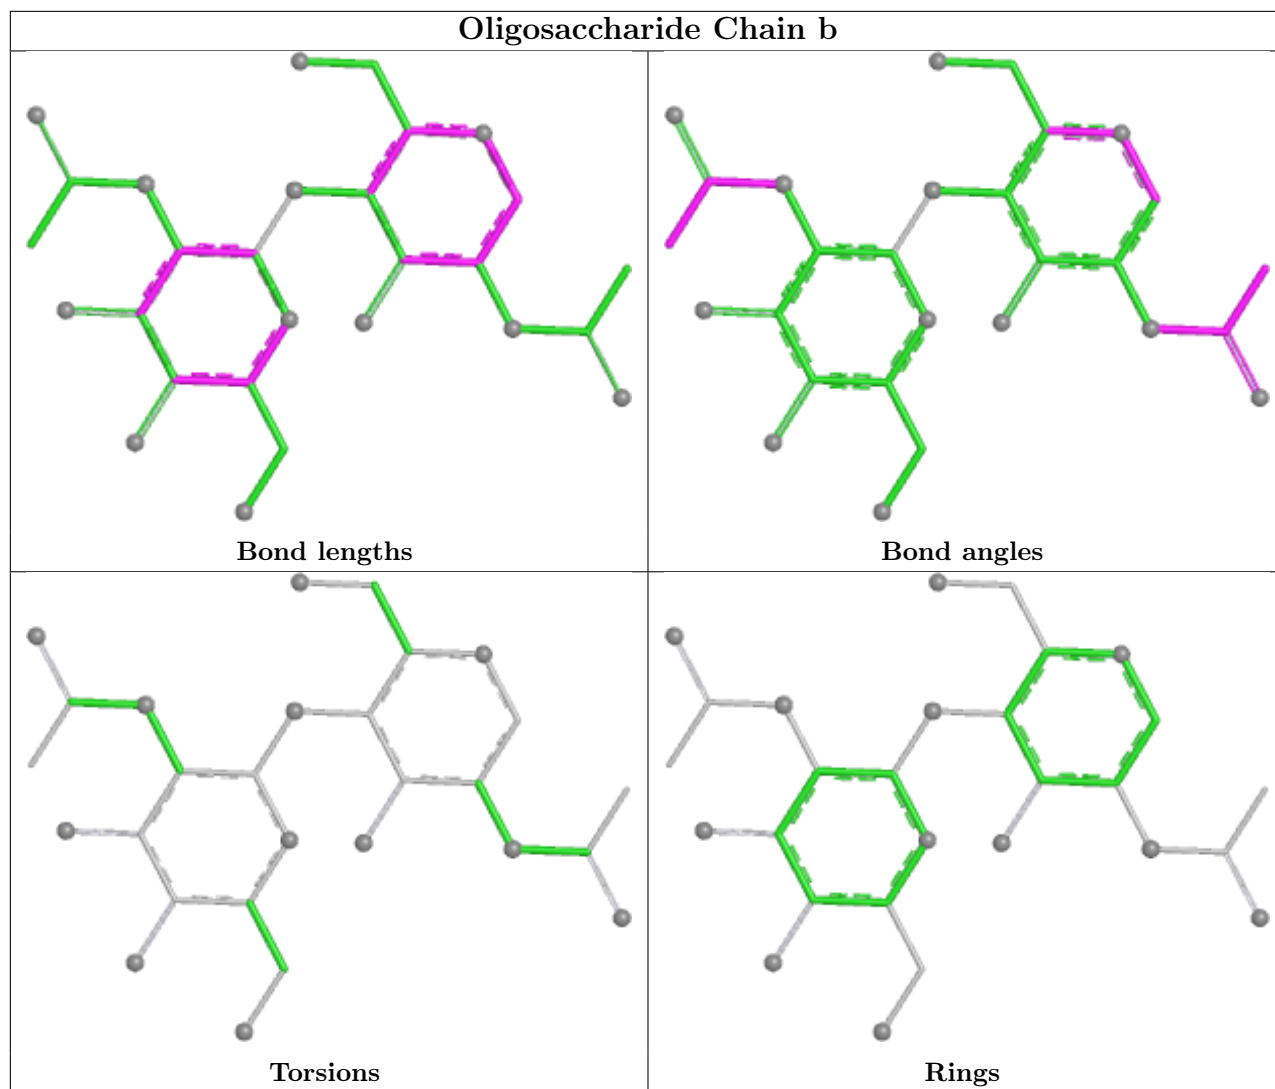 Oligosaccharide Chain b
Bond lengths
Bond angles
Torsions
Rings